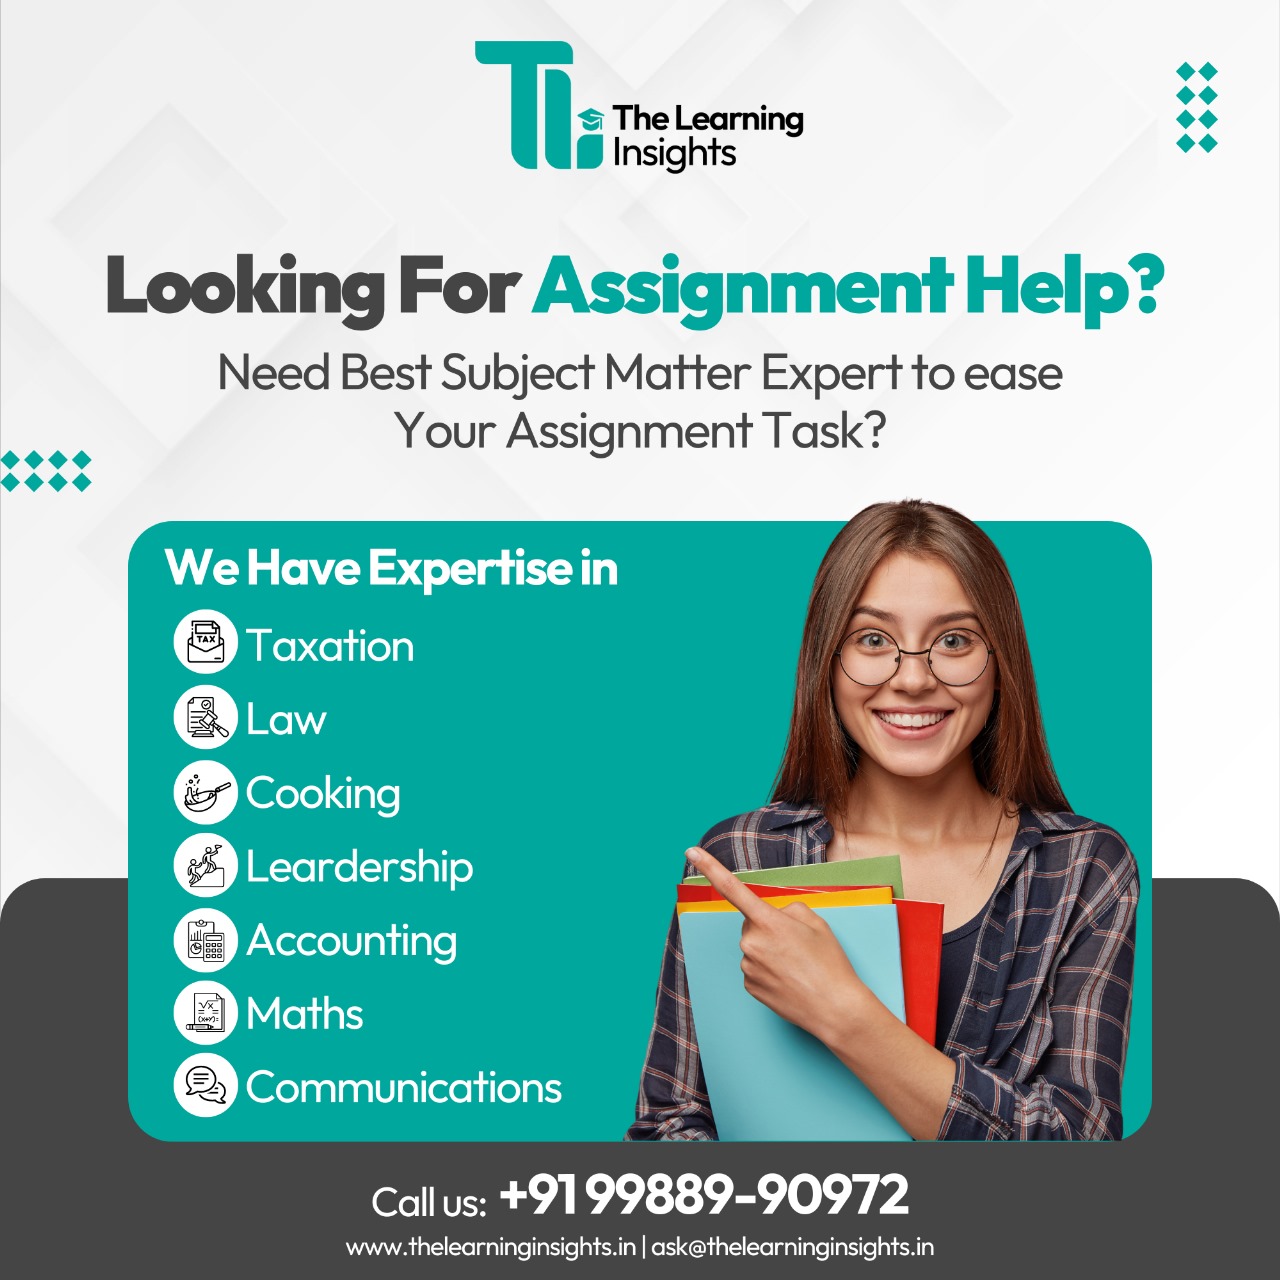 The Learning
Insights
Looking For Assignment Help?
Need Best Subject Matter Expert to ease
Your Assignment Task?
We Have Expertise in
TAX
Taxation
Law
Cooking
Leardership
Accounting
Maths
Communications
Call us: +91 99889-90972
www.thelearninginsights.in | ask@thelearninginsights.in